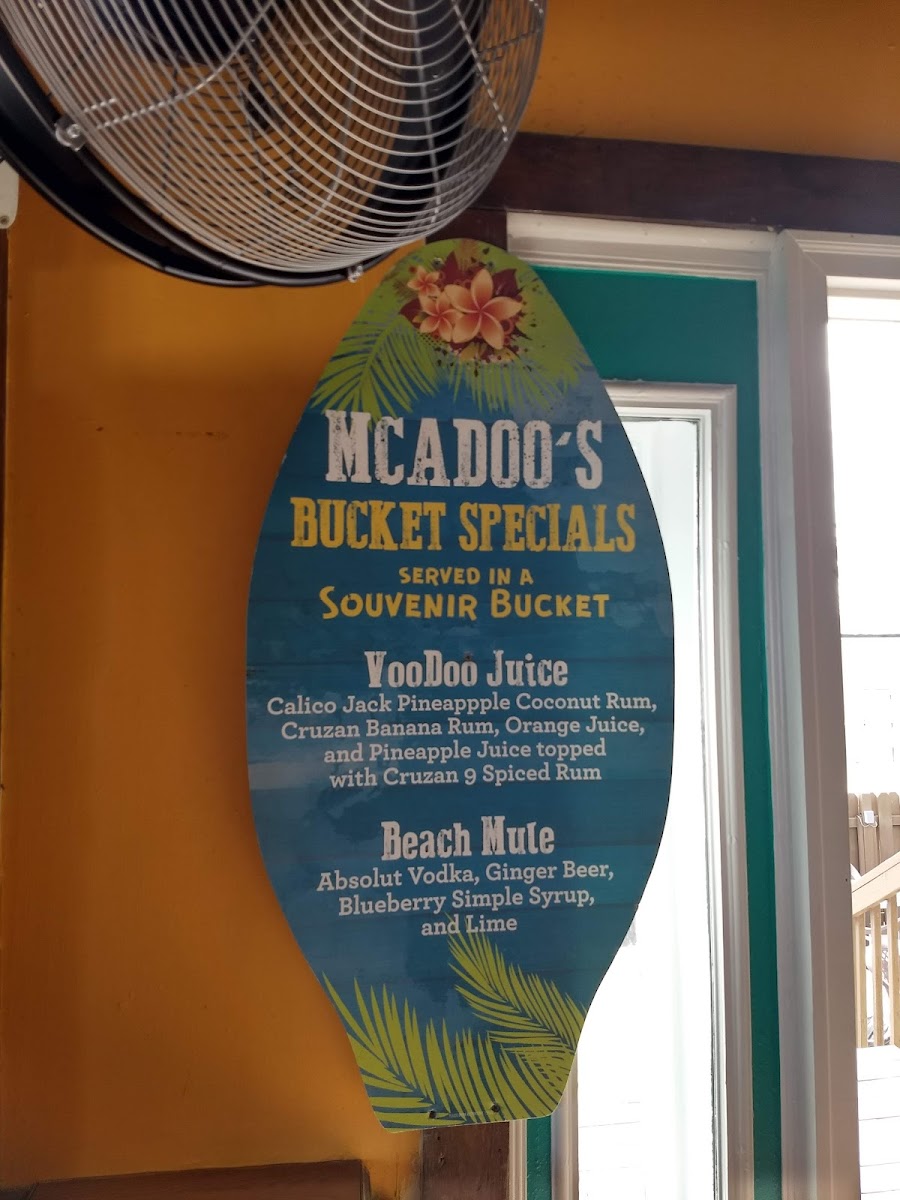 MCADOO'S
BUCKET SPECIALS
SERVED IN A
SOUVENIR BUCKET
VooDoo Juice
Calico Jack Pineappple Coconut Rum,
Cruzan Banana Rum, Orange Juice,
and Pineapple Juice topped
with Cruzan 9 Spiced Rum
Beach Mule
Absolut Vodka, Ginger Beer,
Blueberry Simple Syrup,
and Lime